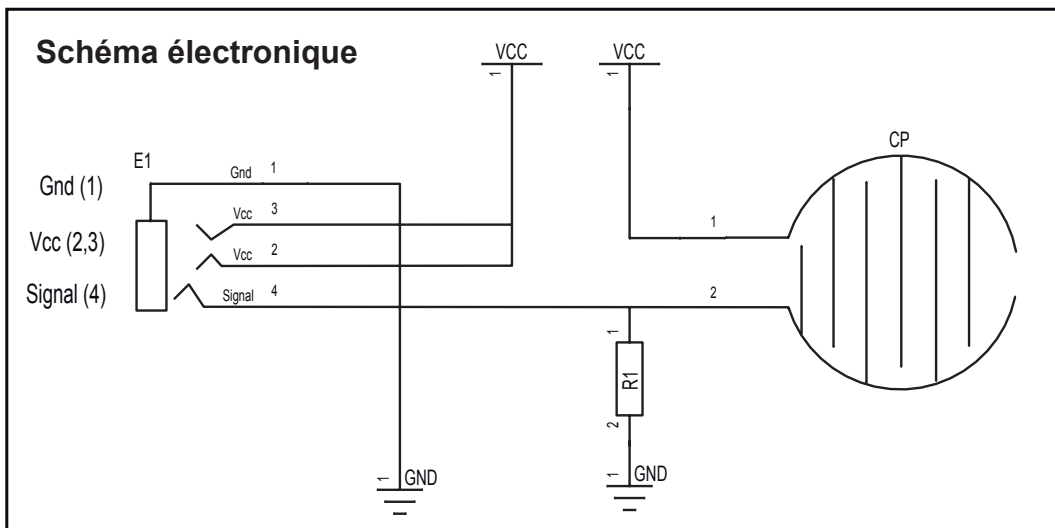 Schéma électronique
VCC
1
VCC
1
CP
E1
Gnd (1)
Gnd 1
Vcc 3
Vcc (2,3)
Vcc 2
Signal (4)
Signal 4
1
2
1
R1
2
1 GND
1 GND